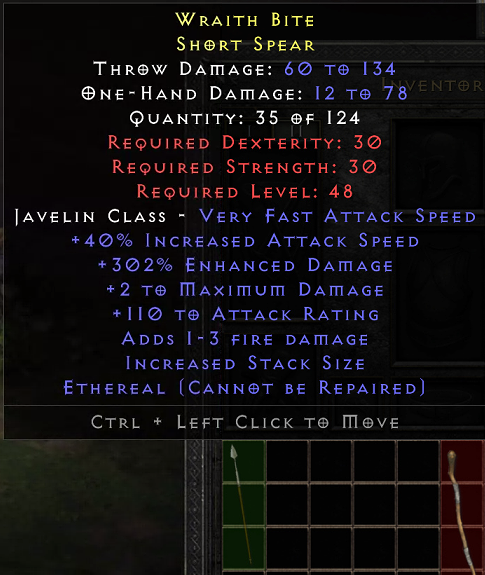 Wraith Bite
Short Spear
Throw Damage: 60 to 134
One-Hand Damage: 12 to 78
Inventor
Quantity: 35 of 124
Required Dexterity: 30
Required Strength: 30
Required Level: 48
Javelin Class - Very Fast Attack Speed
+40% Increased Attack Speed
+302% Enhanced Damage
+2 to Maximum Damage
+110 to Attack Rating
Adds 1-3 fire damage
Increased Stack Size
Ethereal (Cannot be Repaired)
Ctrl + Left Click to Move